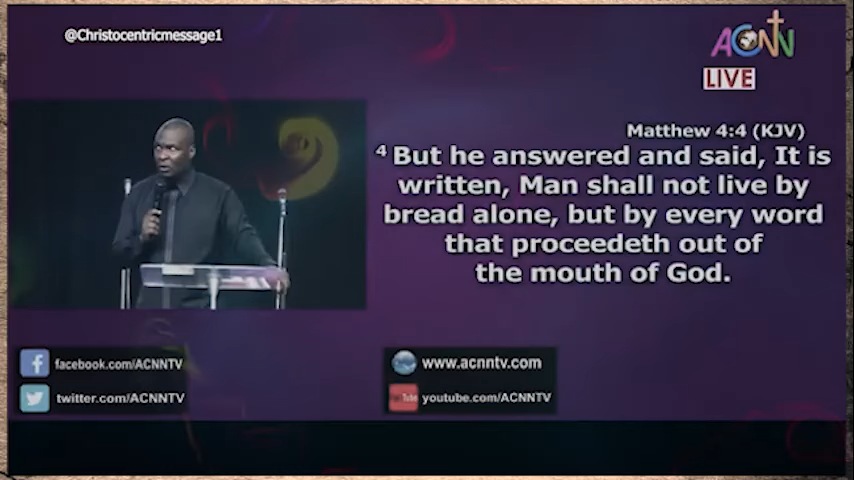 @Christocentricmessage1
ACNN
LIVE
Matthew 4:4 (KJV)
4 But he answered and said, It is
written, Man shall not live by
bread alone, but by every word
that proceedeth out of
the mouth of God.
facebook.com/ACNNTV
twitter.com/ACNNTV
www.acnntv.com
youtube.com/ACNNTV